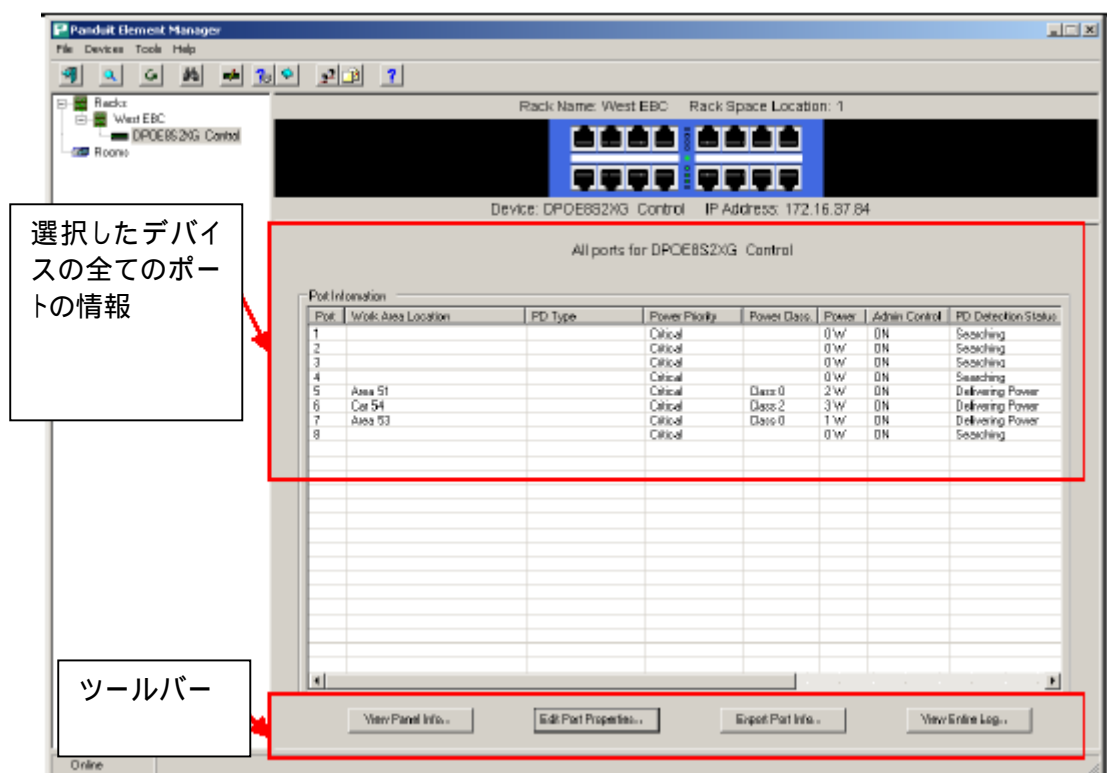 Panduit Element Manager
File Devices Tools Help
Racks
West EBC
DPOE8S2XG Control
Rooms
Rack Name: West EBC Rack Space Location: 1
Device: DPOE8S2XG Control IP Address: 172.16.37.84
選択したデバイ
スの全てのポー
トの情報
All ports for DPOE8S2XG Control
Port Information
Port Work Area Location PD Type Power Priority Power Class. Power Admin Control PD Detection Status
1 Critical 0 W ON Searching
2 Critical 0 W ON Searching
3 Critical 0 W ON Searching
4 Critical 0 W ON Searching
5 Area 51 Critical Class 0 2 W ON Delivering Power
6 Car 54 Critical Class 2 3 W ON Delivering Power
7 Area 53 Critical Class 0 1 W ON Delivering Power
8 Critical 0 W ON Searching
ツールバー
View Panel Info... Edit Port Properties... Export Port Info... View Entire Log...
Online